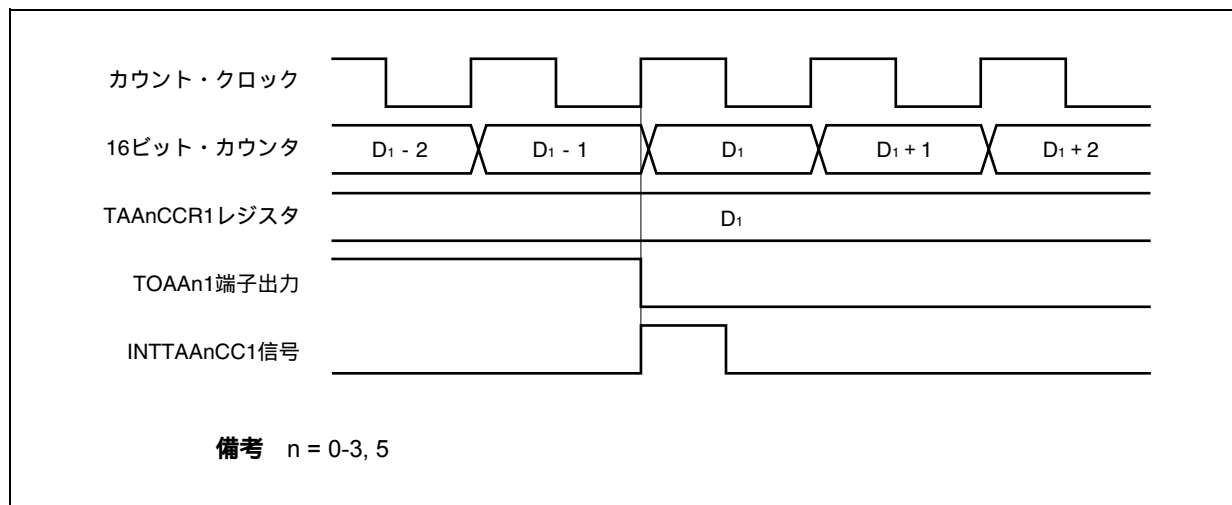 カウント・クロック
16ビット・カウンタ D₁ - 2 D₁ - 1 D₁ D₁ + 1 D₁ + 2
TAAnCCR1レジスタ D₁
TOAAn1端子出力
INTTAAnCC1信号
備考 n = 0-3, 5